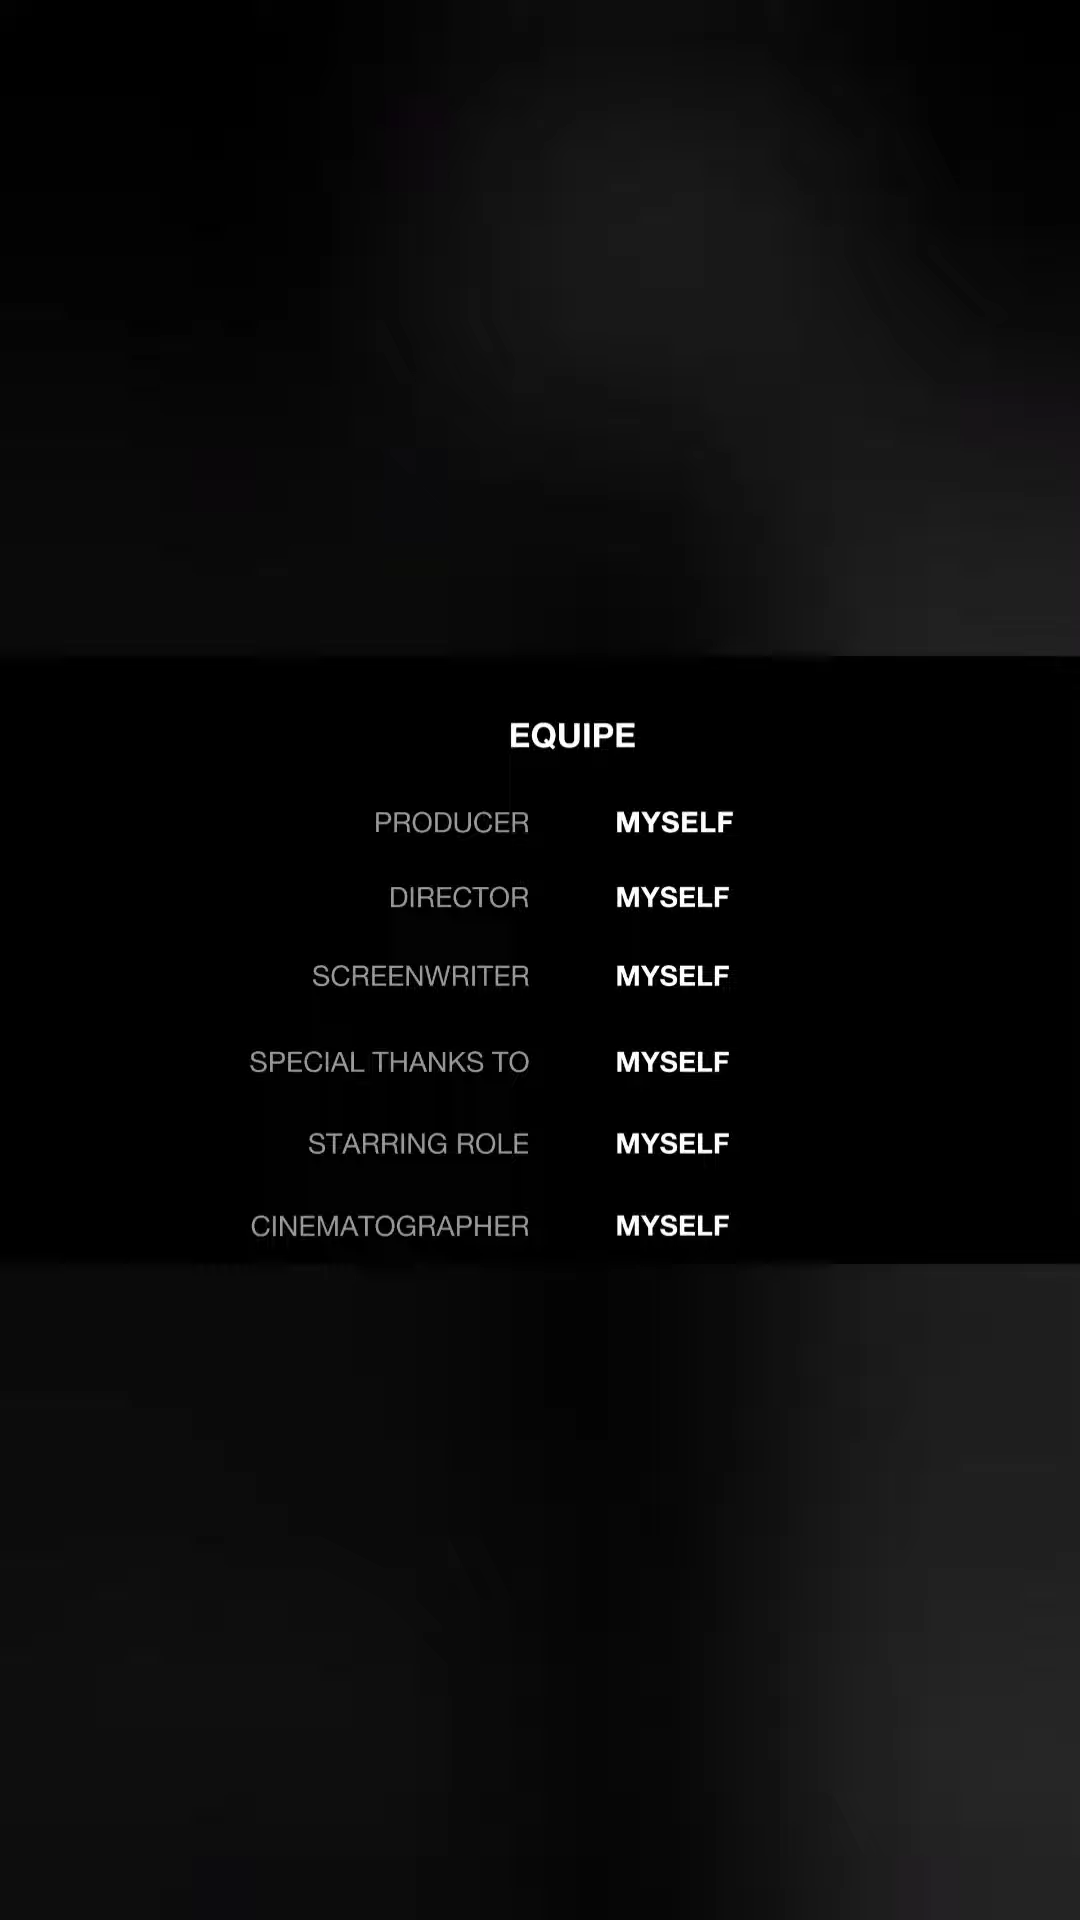 EQUIPE
PRODUCER MYSELF
DIRECTOR MYSELF
SCREENWRITER MYSELF
SPECIAL THANKS TO MYSELF
STARRING ROLE MYSELF
CINEMATOGRAPHER MYSELF